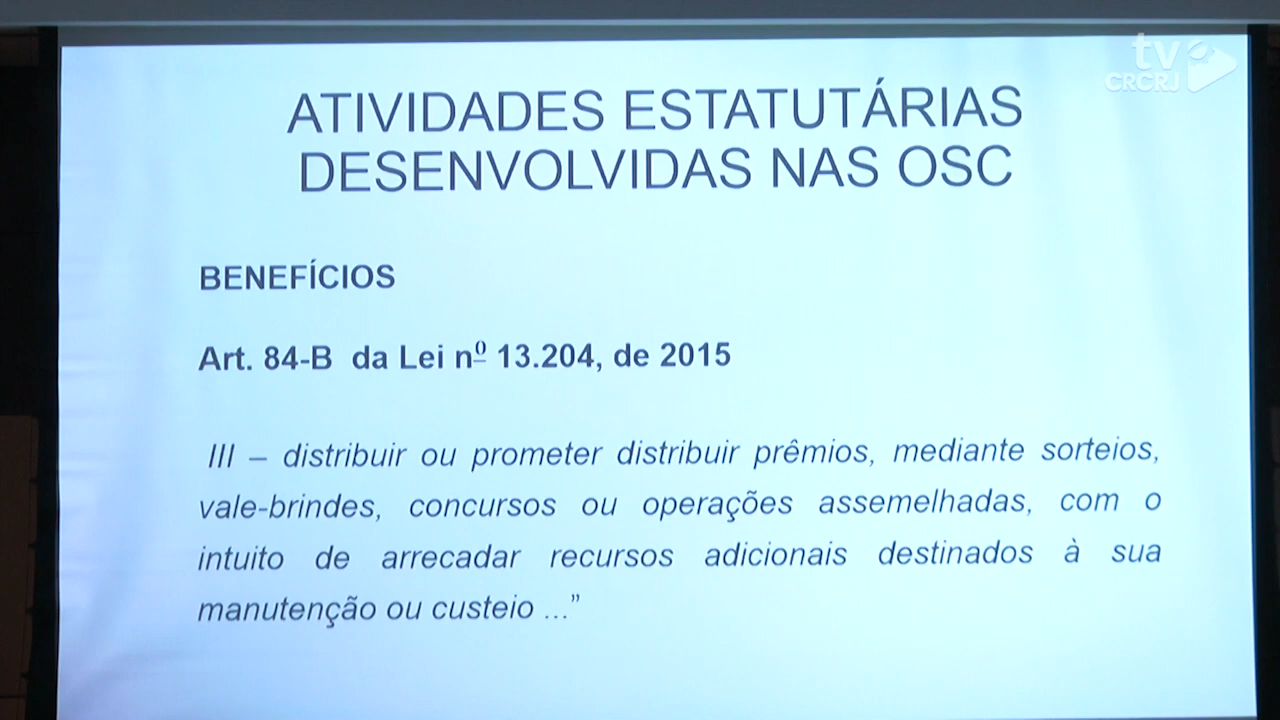 tv
CRCRJ
ATIVIDADES ESTATUTÁRIAS
DESENVOLVIDAS NAS OSC
BENEFÍCIOS
Art. 84-B da Lei nº 13.204, de 2015
III – distribuir ou prometer distribuir prêmios, mediante sorteios,
vale-brindes, concursos ou operações assemelhadas, com o
intuito de arrecadar recursos adicionais destinados à sua
manutenção ou custeio ...”